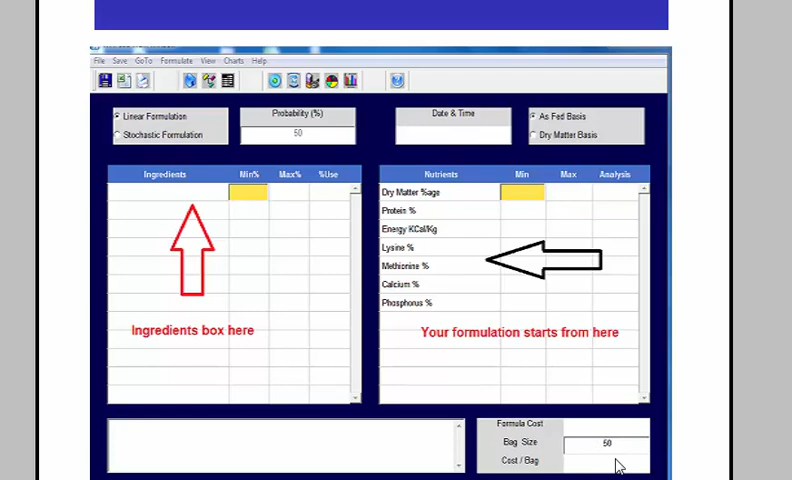 File Save GoTo Formulate View Charts Help
Linear Formulation
Stochastic Formulation
Probability (%)
50
Date & Time
As Fed Basis
Dry Matter Basis
Ingredients Min% Max% %Use
Nutrients Min Max Analysis
Dry Matter %age
Protein %
Energy KCal/Kg
Lysine %
Methionine %
Calcium %
Phosphorus %
Ingredients box here
Your formulation starts from here
Formula Cost
Bag Size 50
Cost / Bag